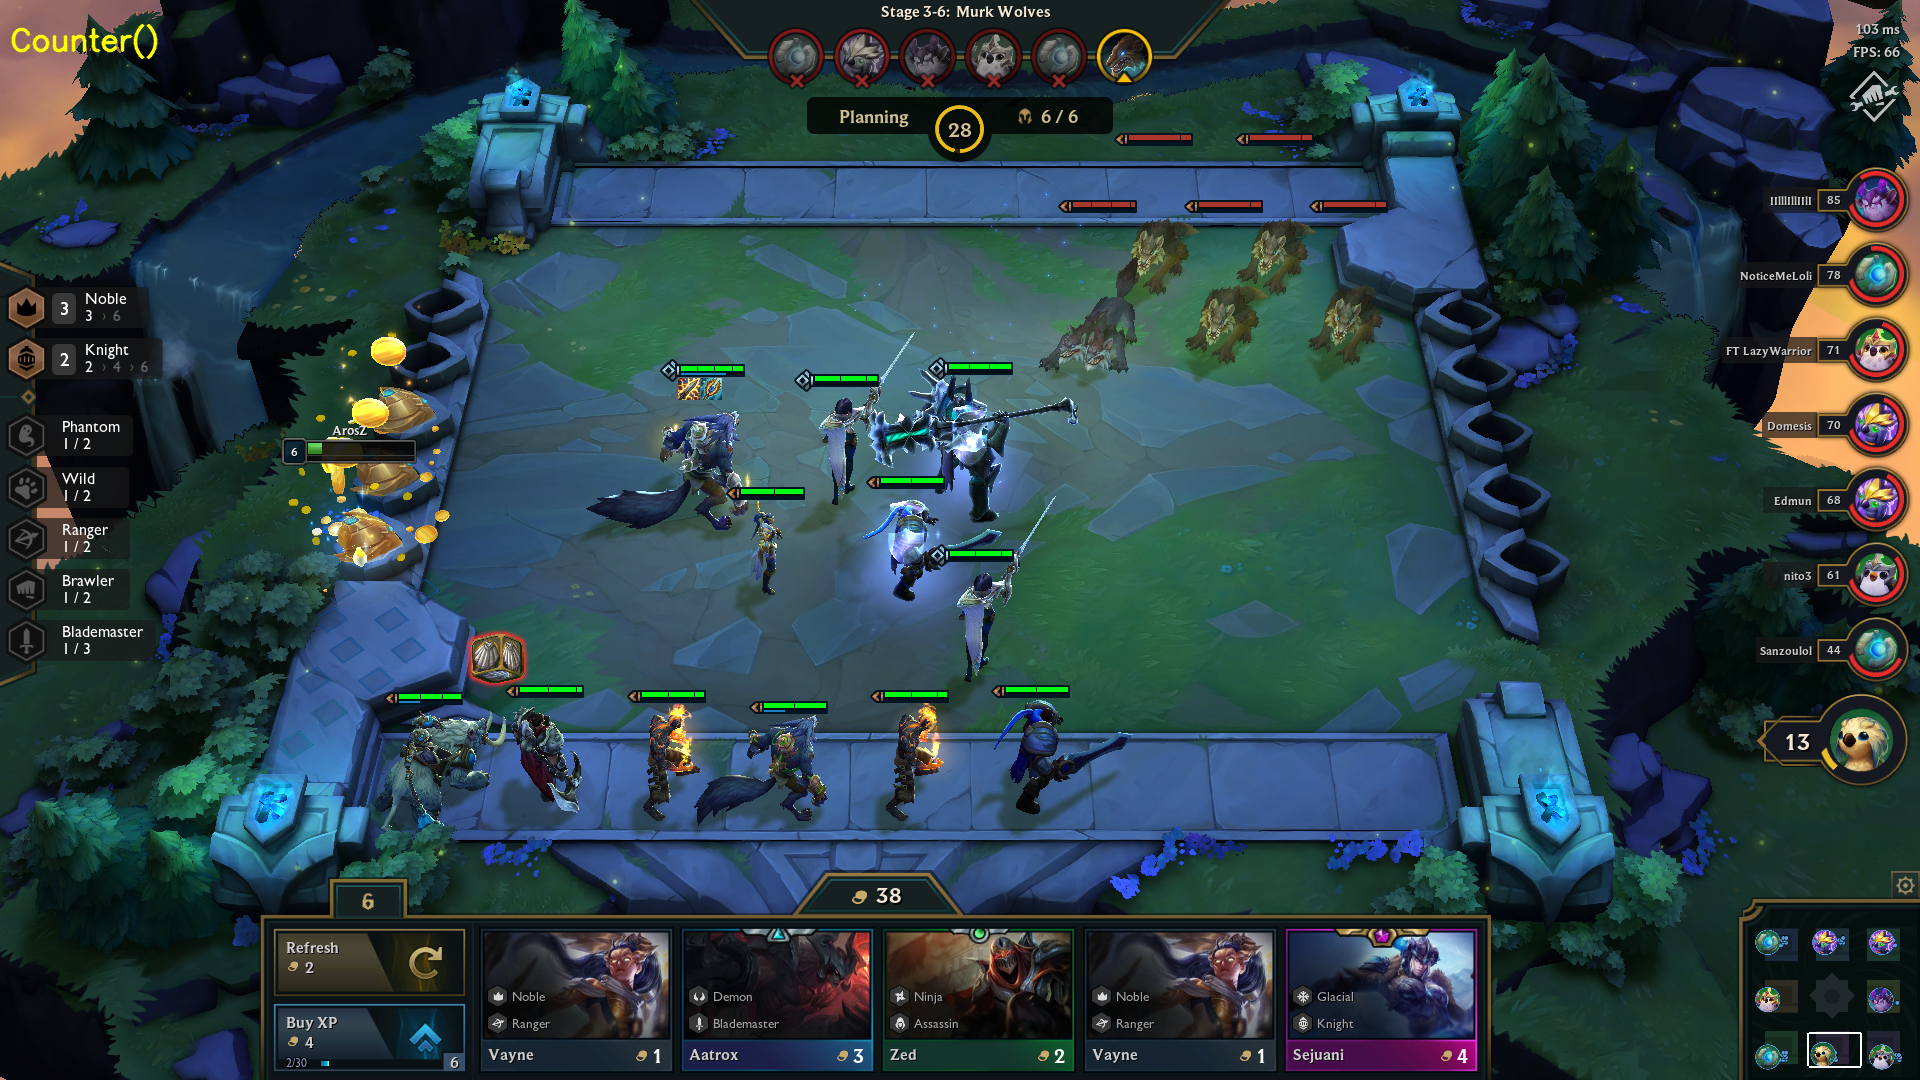 Counter()
Stage 3-6: Murk Wolves
103 ms
FPS: 66
Planning
28
6 / 6
85
NoticeMeLoli
78
FT LazyWarrior
71
Domesis
70
Edmun
68
nito3
61
Sanzoulol
44
13
3
Noble
3 › 6
2
Knight
2 › 4 › 6
Phantom
1 / 2
Wild
1 / 2
Ranger
1 / 2
Brawler
1 / 2
Blademaster
1 / 3
ArosZ
6
6
38
Refresh
2
Buy XP
4
2/30
6
Noble
Ranger
Vayne
1
Demon
Blademaster
Aatrox
3
Ninja
Assassin
Zed
2
Noble
Ranger
Vayne
1
Glacial
Knight
Sejuani
4